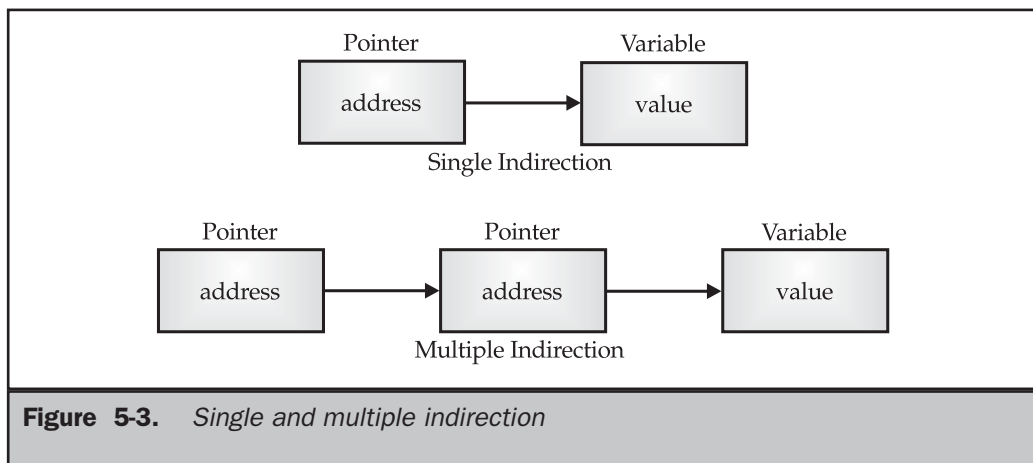 Pointer Variable
address value
Single Indirection
Pointer Pointer Variable
address address value
Multiple Indirection
Figure 5-3. Single and multiple indirection